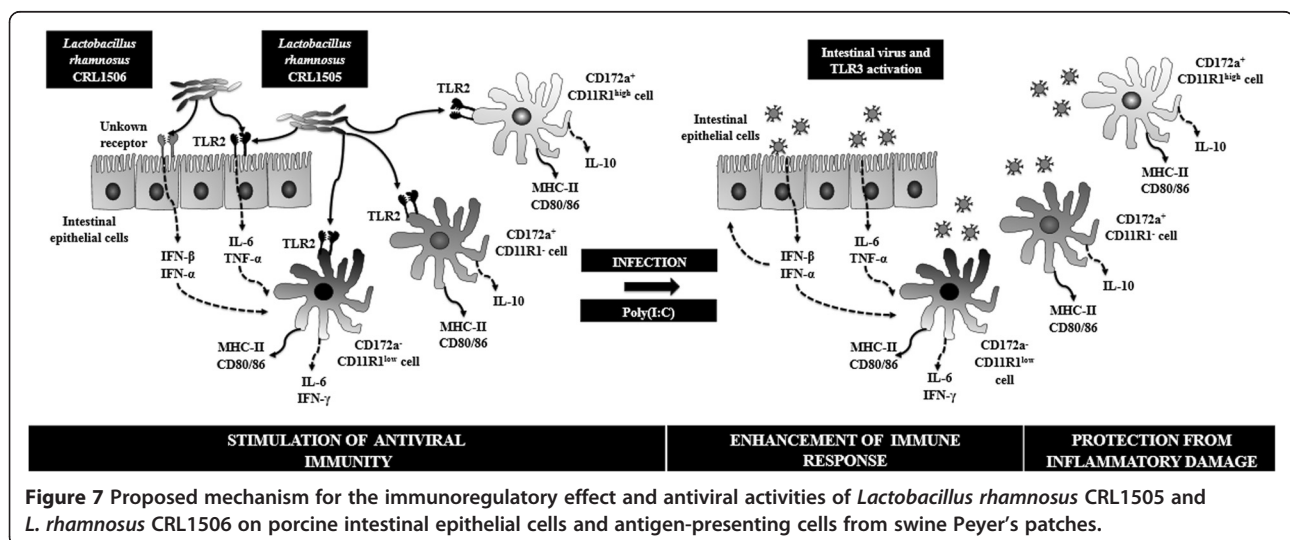 Lactobacillus
rhamnosus
CRL1506
Lactobacillus
rhamnosus
CRL1505
Unkown
receptor
TLR2
TLR2
CD172a+
CD11R1high cell
IL-10
MHC-II
CD80/86
TLR2
TLR2
Intestinal
epithelial cells
IFN-β
IFN-α
IL-6
TNF-α
CD172a+
CD11R1- cell
IL-10
MHC-II
CD80/86
MHC-II
CD80/86
CD172a-
CD11R1low
cell
IL-6
IFN-γ
INFECTION
Poly(I:C)
Intestinal virus and
TLR3 activation
Intestinal
epithelial cells
CD172a+
CD11R1high cell
IL-10
MHC-II
CD80/86
IFN-β
IFN-α
IL-6
TNF-α
CD172a+
CD11R1- cell
IL-10
MHC-II
CD80/86
MHC-II
CD80/86
CD172a-
CD11R1low
cell
IL-6
IFN-γ
STIMULATION OF ANTIVIRAL
IMMUNITY
ENHANCEMENT OF IMMUNE
RESPONSE
PROTECTION FROM
INFLAMMATORY DAMAGE
Figure 7 Proposed mechanism for the immunoregulatory effect and antiviral activities of Lactobacillus rhamnosus CRL1505 and
L. rhamnosus CRL1506 on porcine intestinal epithelial cells and antigen-presenting cells from swine Peyer's patches.